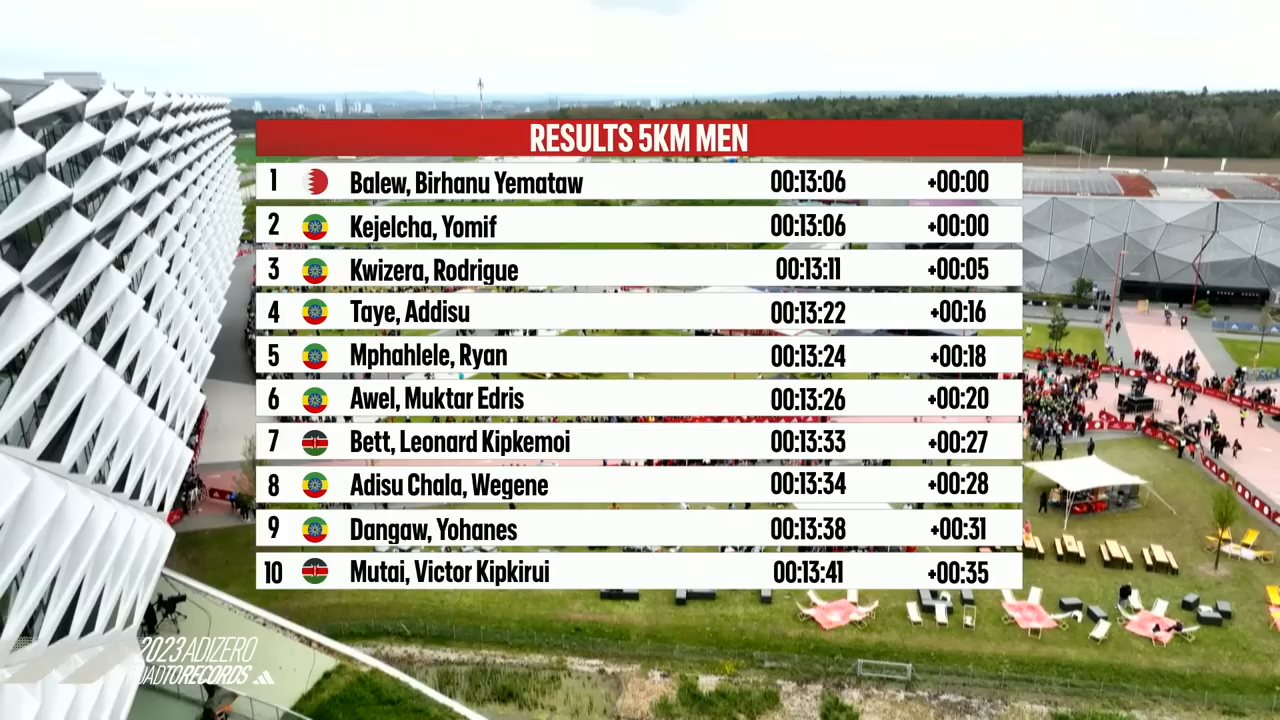 RESULTS 5KM MEN
1 Balew, Birhanu Yemataw 00:13:06 +00:00
2 Kejelcha, Yomif 00:13:06 +00:00
3 Kwizera, Rodrigue 00:13:11 +00:05
4 Taye, Addisu 00:13:22 +00:16
5 Mphahlele, Ryan 00:13:24 +00:18
6 Awel, Muktar Edris 00:13:26 +00:20
7 Bett, Leonard Kipkemoi 00:13:33 +00:27
8 Adisu Chala, Wegene 00:13:34 +00:28
9 Dangaw, Yohanes 00:13:38 +00:31
10 Mutai, Victor Kipkirui 00:13:41 +00:35
2023 ADIZERO
ROADTORECORDS